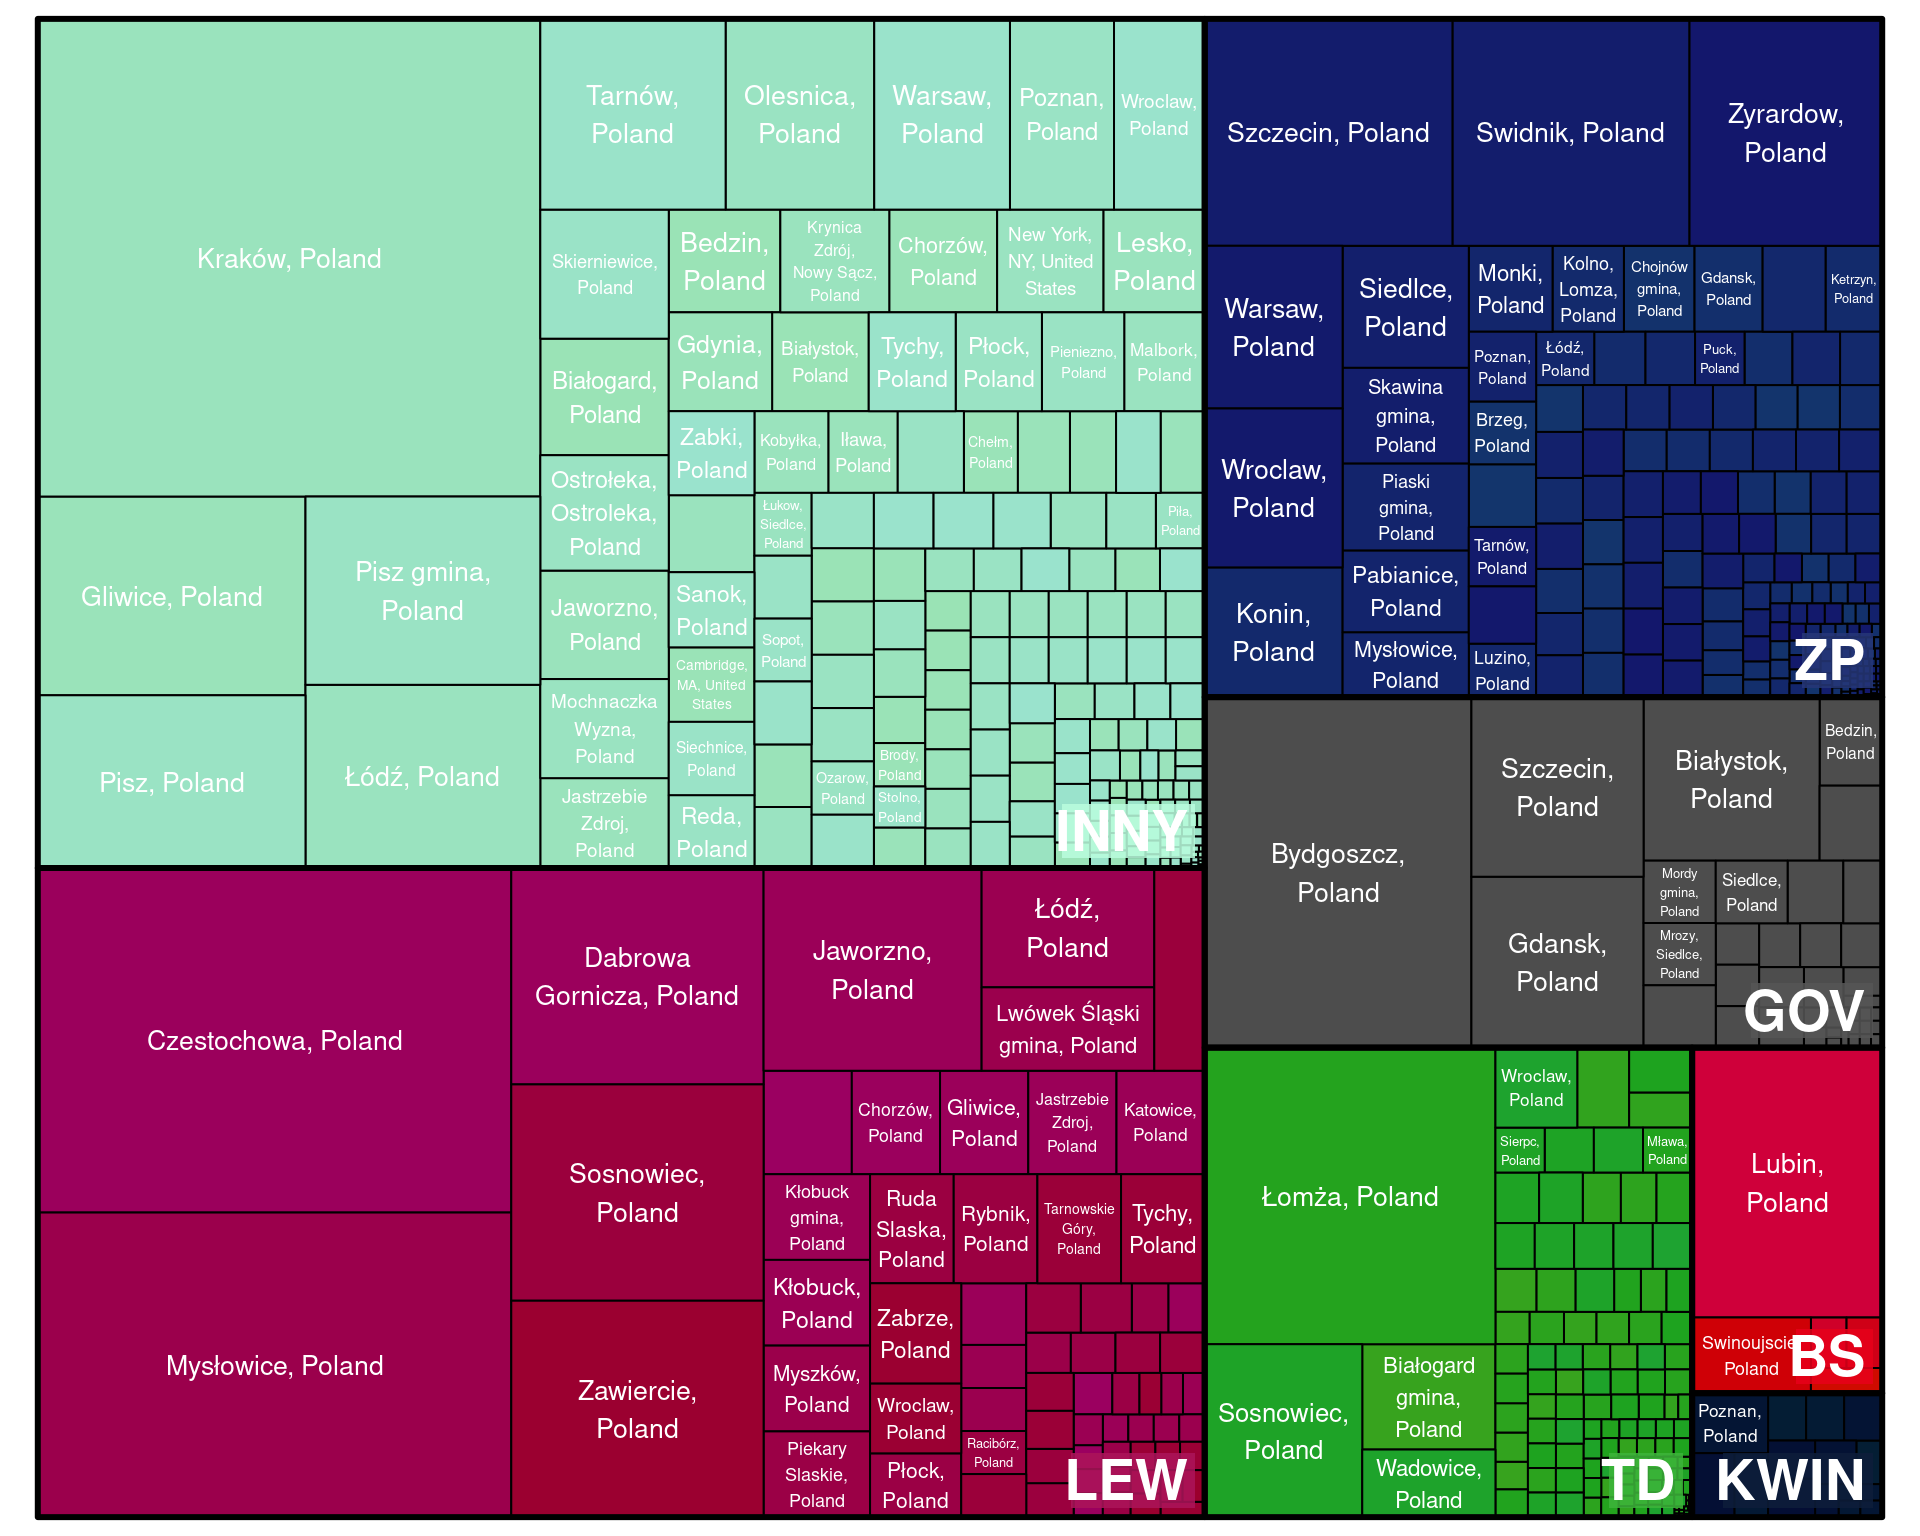 Kraków, Poland
Gliwice, Poland
Pisz gmina,
Poland
Pisz, Poland
Łódź, Poland
Tarnów,
Poland
Olesnica,
Poland
Warsaw,
Poland
Poznan,
Poland
Wroclaw,
Poland
Skierniewice,
Poland
Białogard,
Poland
Ostrołeka,
Ostroleka,
Poland
Jaworzno,
Poland
Mochnaczka
Wyzna,
Poland
Jastrzebie
Zdroj,
Poland
Bedzin,
Poland
Krynica
Zdrój,
Nowy Sącz,
Poland
Chorzów,
Poland
New York,
NY, United
States
Lesko,
Poland
Gdynia,
Poland
Białystok,
Poland
Tychy,
Poland
Płock,
Poland
Pieniezno,
Poland
Malbork,
Poland
Zabki,
Poland
Kobyłka,
Poland
Iława,
Poland
Chełm,
Poland
Łukow,
Siedlce,
Poland
Piła,
Poland
Sanok,
Poland
Sopot,
Poland
Cambridge,
MA, United
States
Siechnice,
Poland
Reda,
Poland
Ozarow,
Poland
Brody,
Poland
Stolno,
Poland
INNY
Szczecin, Poland
Swidnik, Poland
Zyrardow,
Poland
Warsaw,
Poland
Wroclaw,
Poland
Konin,
Poland
Siedlce,
Poland
Skawina
gmina,
Poland
Piaski
gmina,
Poland
Pabianice,
Poland
Mysłowice,
Poland
Monki,
Poland
Kolno,
Lomza,
Poland
Chojnów
gmina,
Poland
Gdansk,
Poland
Ketrzyn,
Poland
Poznan,
Poland
Łódź,
Poland
Puck,
Poland
Brzeg,
Poland
Tarnów,
Poland
Luzino,
Poland
ZP
Czestochowa, Poland
Mysłowice, Poland
Dabrowa
Gornicza, Poland
Sosnowiec,
Poland
Zawiercie,
Poland
Jaworzno,
Poland
Łódź,
Poland
Lwówek Śląski
gmina, Poland
Chorzów,
Poland
Gliwice,
Poland
Jastrzebie
Zdroj,
Poland
Katowice,
Poland
Kłobuck
gmina,
Poland
Kłobuck,
Poland
Myszków,
Poland
Piekary
Slaskie,
Poland
Ruda
Slaska,
Poland
Rybnik,
Poland
Tarnowskie
Góry,
Poland
Tychy,
Poland
Zabrze,
Poland
Wroclaw,
Poland
Płock,
Poland
Racibórz,
Poland
LEW
Bydgoszcz,
Poland
Szczecin,
Poland
Gdansk,
Poland
Białystok,
Poland
Bedzin,
Poland
Mordy
gmina,
Poland
Siedlce,
Poland
Mrozy,
Siedlce,
Poland
GOV
Łomża, Poland
Sosnowiec,
Poland
Białogard
gmina,
Poland
Wadowice,
Poland
Wroclaw,
Poland
Sierpc,
Poland
Mława,
Poland
TD
Lubin,
Poland
Swinoujscie
Poland
BS
Poznan,
Poland
KWIN